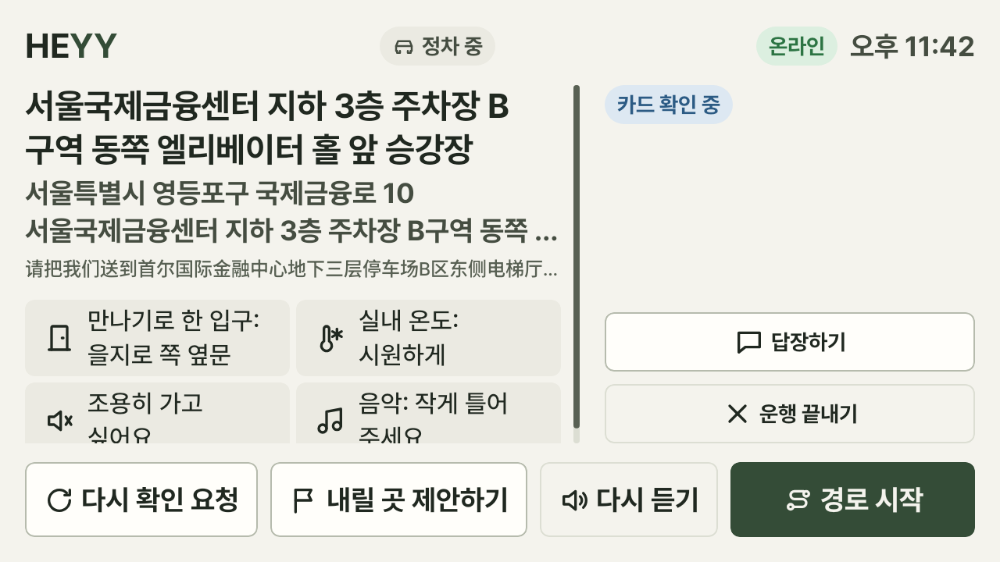 HEYY
정차 중
온라인
오후 11:42
서울국제금융센터 지하 3층 주차장 B
구역 동쪽 엘리베이터 홀 앞 승강장
서울특별시 영등포구 국제금융로 10
서울국제금융센터 지하 3층 주차장 B구역 동쪽 ...
请把我们送到首尔国际金融中心地下三层停车场B区东侧电梯厅...
카드 확인 중
만나기로 한 입구:
을지로 쪽 옆문
실내 온도:
시원하게
조용히 가고
싶어요
음악: 작게 틀어
주세요
답장하기
운행 끝내기
다시 확인 요청
내릴 곳 제안하기
다시 듣기
경로 시작